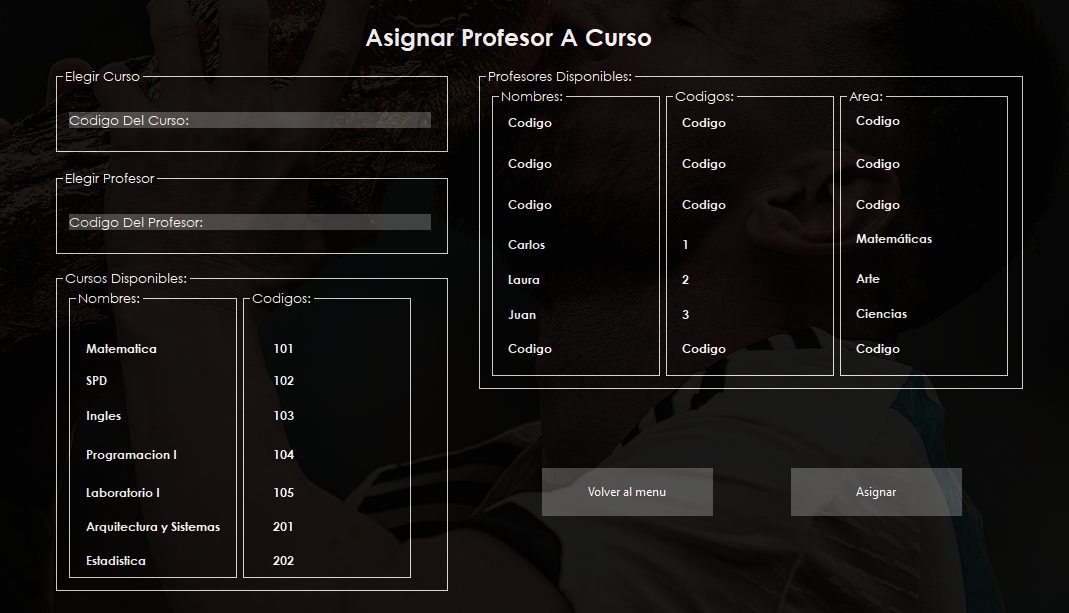 Asignar Profesor A Curso
Elegir Curso
Codigo Del Curso:
Elegir Profesor
Codigo Del Profesor:
Cursos Disponibles:
Nombres: Codigos:
Matematica 101
SPD 102
Ingles 103
Programacion I 104
Laboratorio I 105
Arquitectura y Sistemas 201
Estadistica 202
Profesores Disponibles:
Nombres: Codigos: Area:
Codigo Codigo Codigo
Codigo Codigo Codigo
Codigo Codigo Codigo
Carlos 1 Matemáticas
Laura 2 Arte
Juan 3 Ciencias
Codigo Codigo Codigo
Volver al menu Asignar